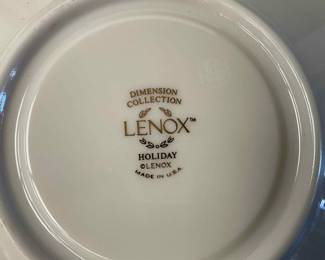 DIMENSION
COLLECTION
LENOX™
HOLIDAY
©LENOX
MADE IN U.S.A.